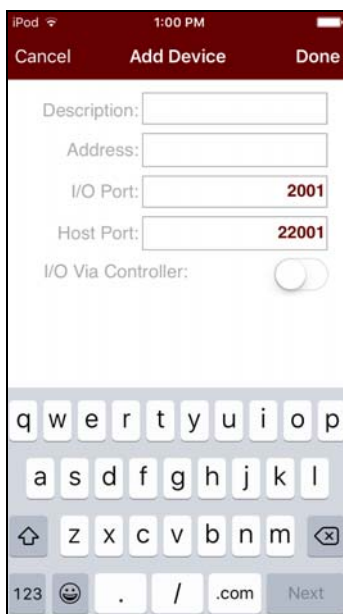 iPod 1:00 PM
Cancel Add Device Done
Description:
Address:
I/O Port: 2001
Host Port: 22001
I/O Via Controller:
q w e r t y u i o p
a s d f g h j k l
z x c v b n m
123 . / .com Next